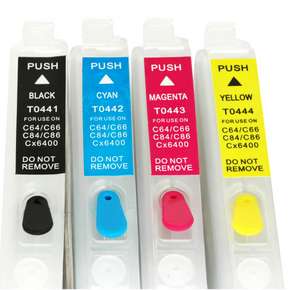 PUSH
BLACK
T0441
FOR USE ON
C64/C66
C84/C86
Cx6400
DO NOT
REMOVE
PUSH
CYAN
T0442
FOR USE ON
C64/C66
C84/C86
Cx6400
DO NOT
REMOVE
PUSH
MAGENTA
T0443
FOR USE ON
C64/C66
C84/C86
Cx6400
DO NOT
REMOVE
PUSH
YELLOW
T0444
FOR USE ON
C64/C66
C84/C86
Cx6400
DO NOT
REMOVE